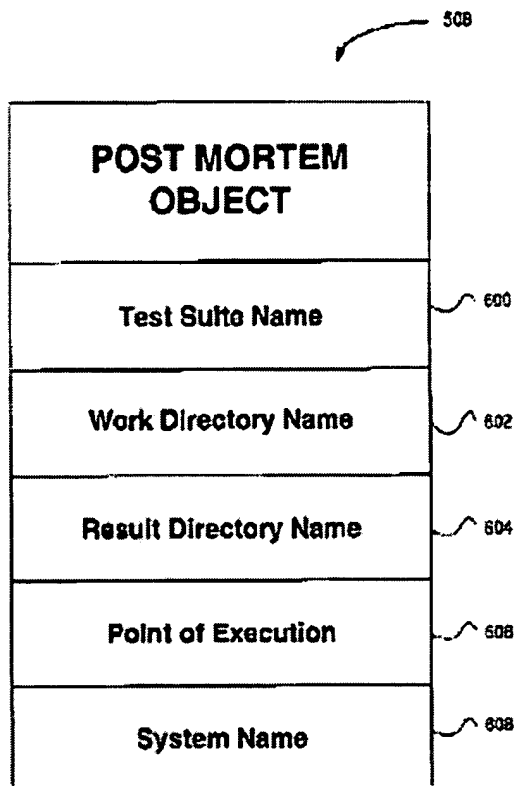 508
POST MORTEM
OBJECT
Test Suite Name
600
Work Directory Name
602
Result Directory Name
604
Point of Execution
606
System Name
608